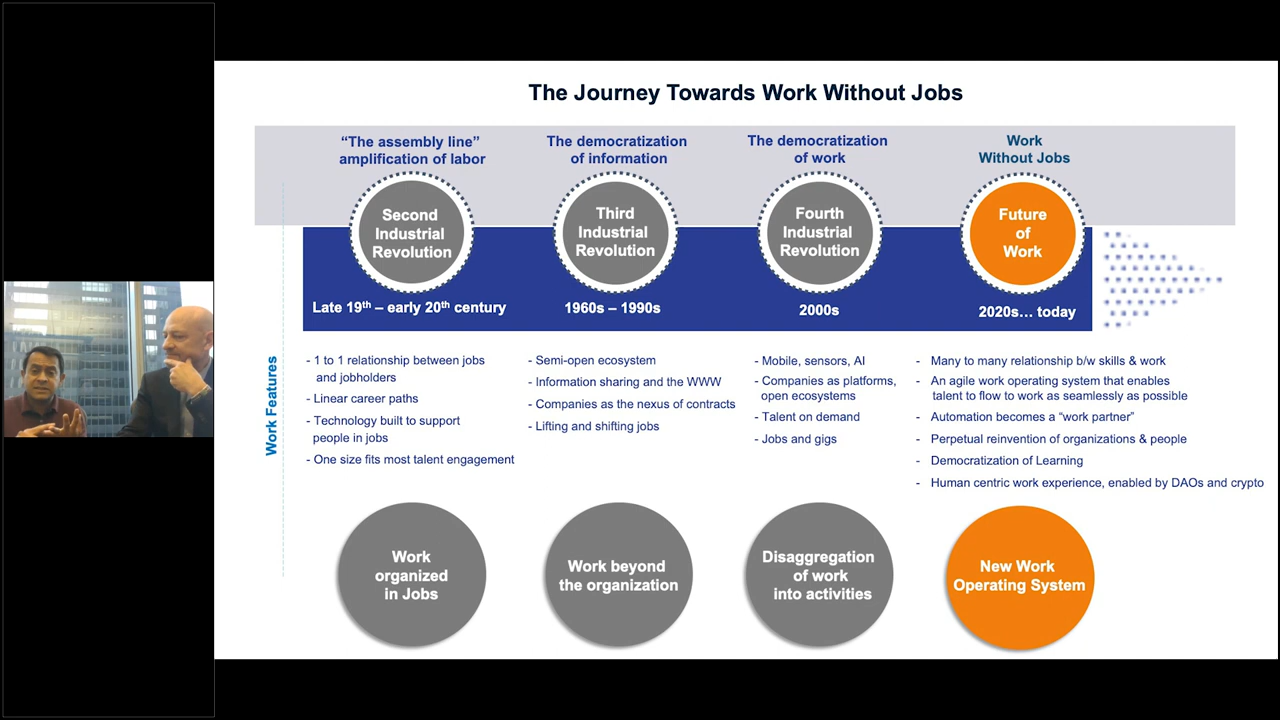 The Journey Towards Work Without Jobs
“The assembly line”
amplification of labor
The democratization
of information
The democratization
of work
Work
Without Jobs
Second
Industrial
Revolution
Third
Industrial
Revolution
Fourth
Industrial
Revolution
Future
of
Work
Late 19th – early 20th century
1960s – 1990s
2000s
2020s… today
Work Features
- 1 to 1 relationship between jobs
and jobholders
- Linear career paths
- Technology built to support
people in jobs
- One size fits most talent engagement
- Semi-open ecosystem
- Information sharing and the WWW
- Companies as the nexus of contracts
- Lifting and shifting jobs
- Mobile, sensors, AI
- Companies as platforms,
open ecosystems
- Talent on demand
- Jobs and gigs
- Many to many relationship b/w skills & work
- An agile work operating system that enables
talent to flow to work as seamlessly as possible
- Automation becomes a “work partner”
- Perpetual reinvention of organizations & people
- Democratization of Learning
- Human centric work experience, enabled by DAOs and crypto
Work
organized
in Jobs
Work beyond
the organization
Disaggregation
of work
into activities
New Work
Operating System